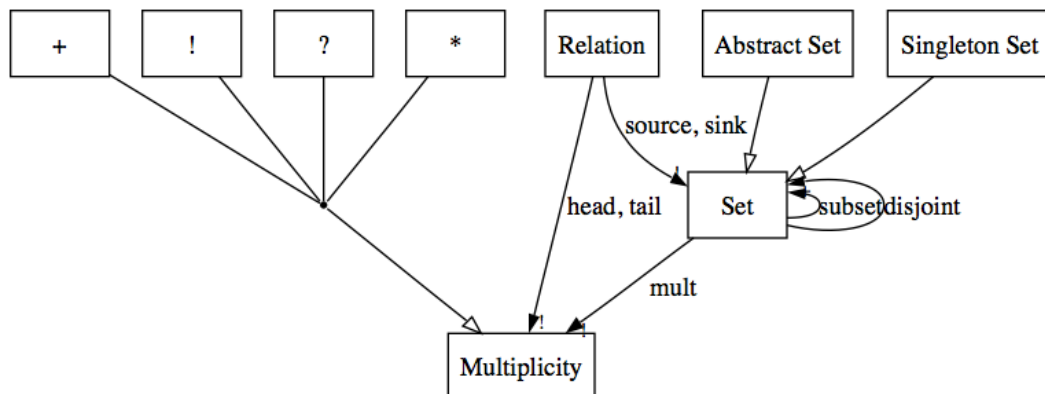 + ! ? * Relation Abstract Set Singleton Set
source, sink
!
head, tail Set subset disjoint
mult
! !
Multiplicity